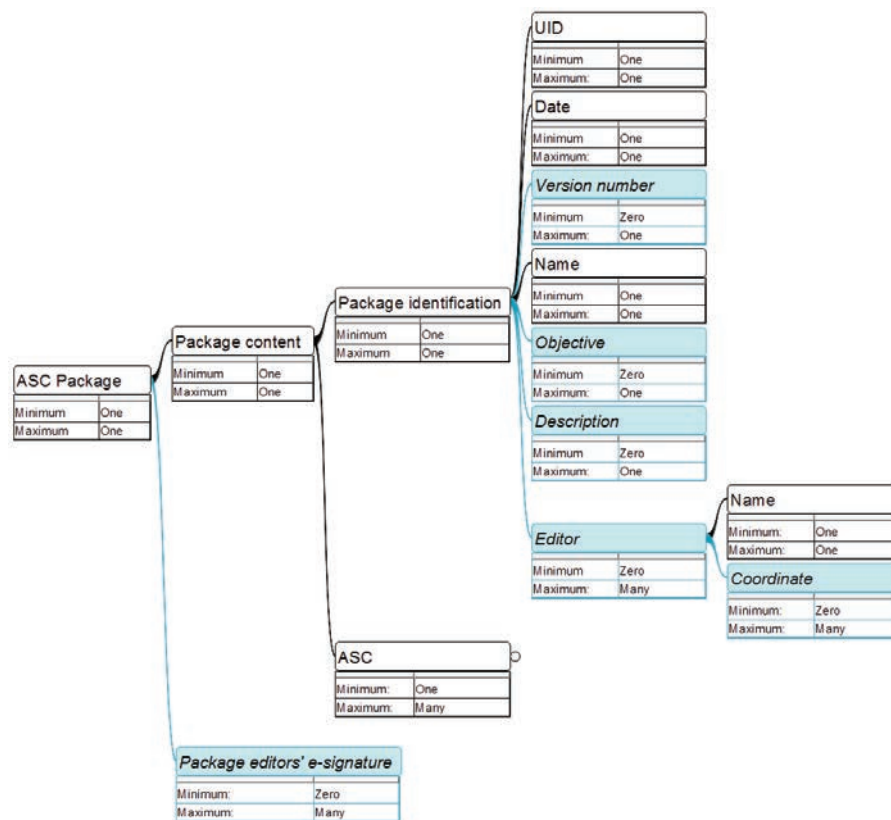 UID
Minimum One
Maximum: One
Date
Minimum One
Maximum: One
Version number
Minimum Zero
Maximum: One
Name
Minimum One
Maximum: One
Package identification
Minimum One
Maximum One
Objective
Minimum Zero
Maximum: One
Package content
Minimum One
Maximum One
ASC Package
Minimum One
Maximum One
Description
Minimum Zero
Maximum: One
Name
Minimum: One
Maximum: One
Editor
Minimum Zero
Maximum: Many
Coordinate
Minimum: Zero
Maximum: Many
ASC
Minimum: One
Maximum: Many
Package editors' e-signature
Minimum: Zero
Maximum: Many